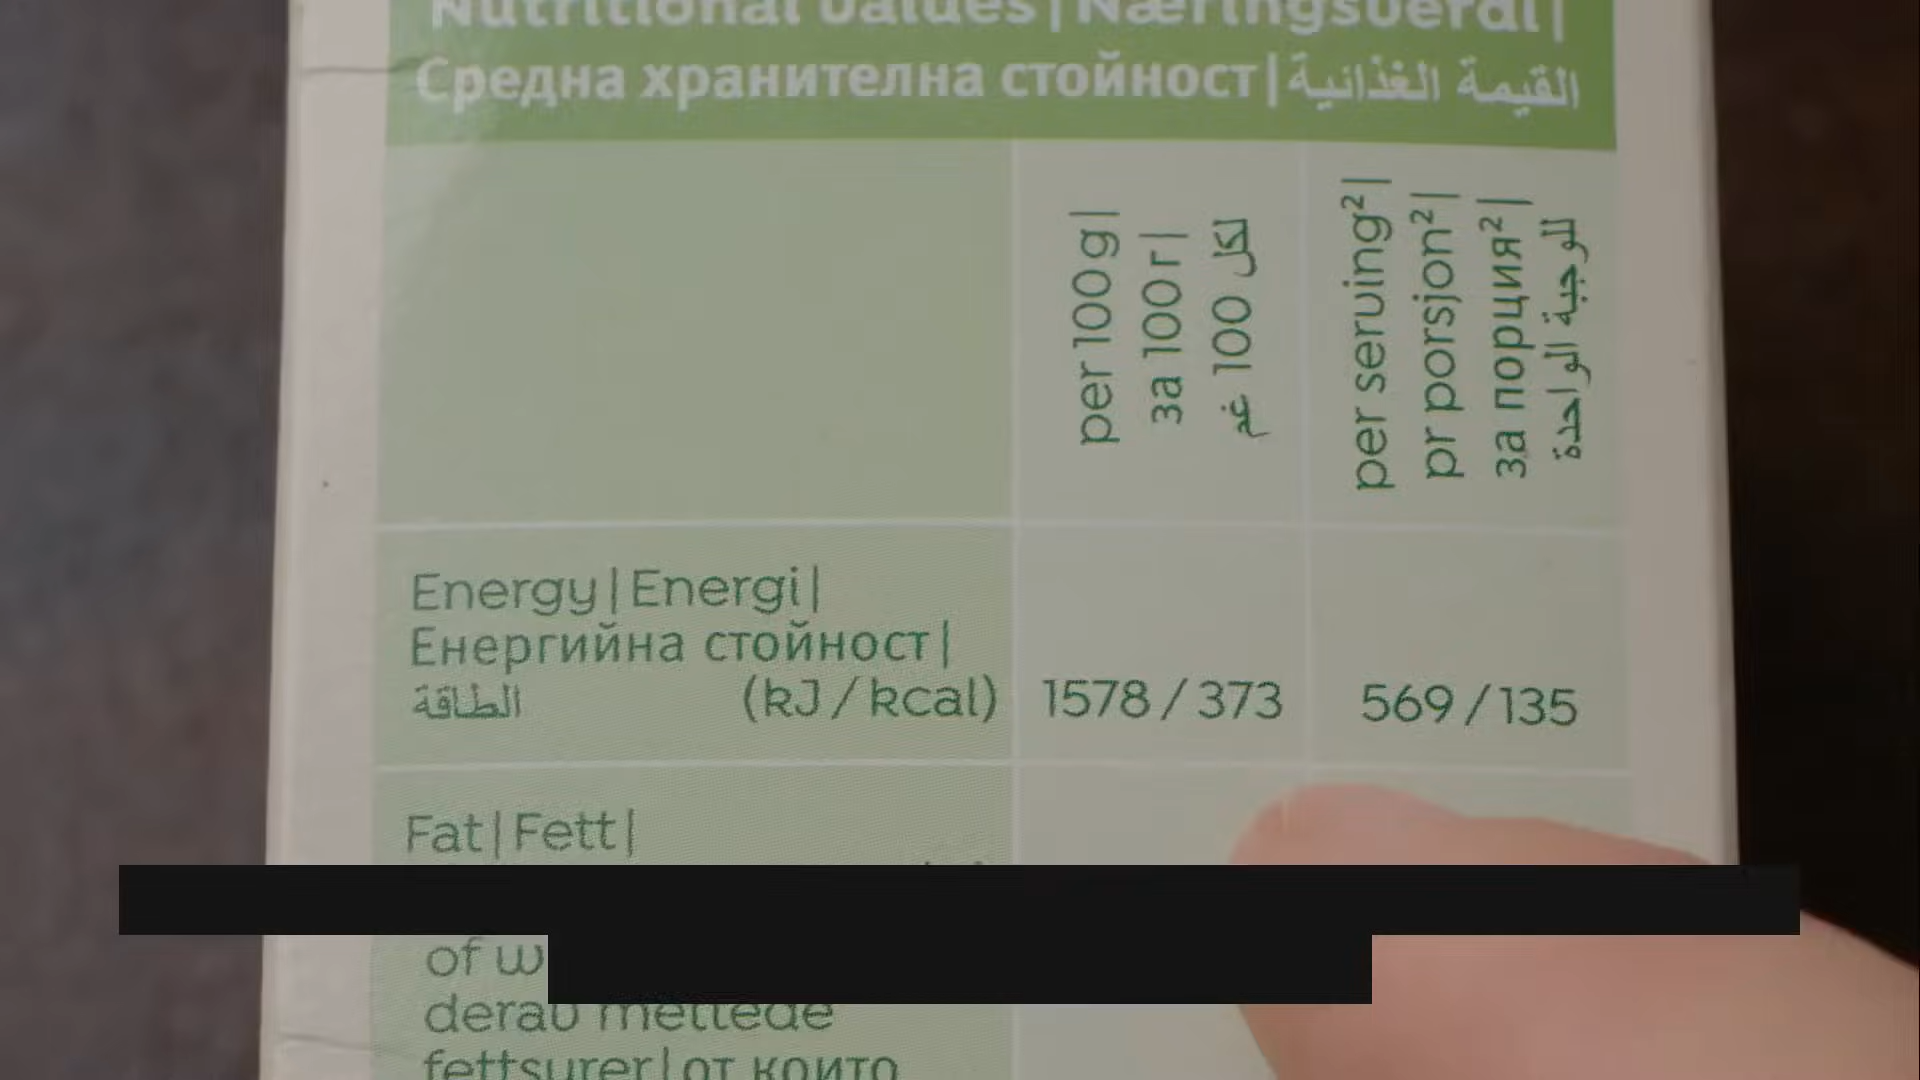 Nutritional values | Næringsverdi |
Средна хранителна стойност | القيمة الغذائية
per 100 g |
за 100 г |
لكل 100 غم
per serving² |
pr porsjon² |
за порция² |
للوجبة الواحدة
Energy | Energi |
Енергийна стойност |
الطاقة (kJ / kcal) 1578 / 373 569 / 135
Fat | Fett |
of
derav mettede
fettsyrer | от които